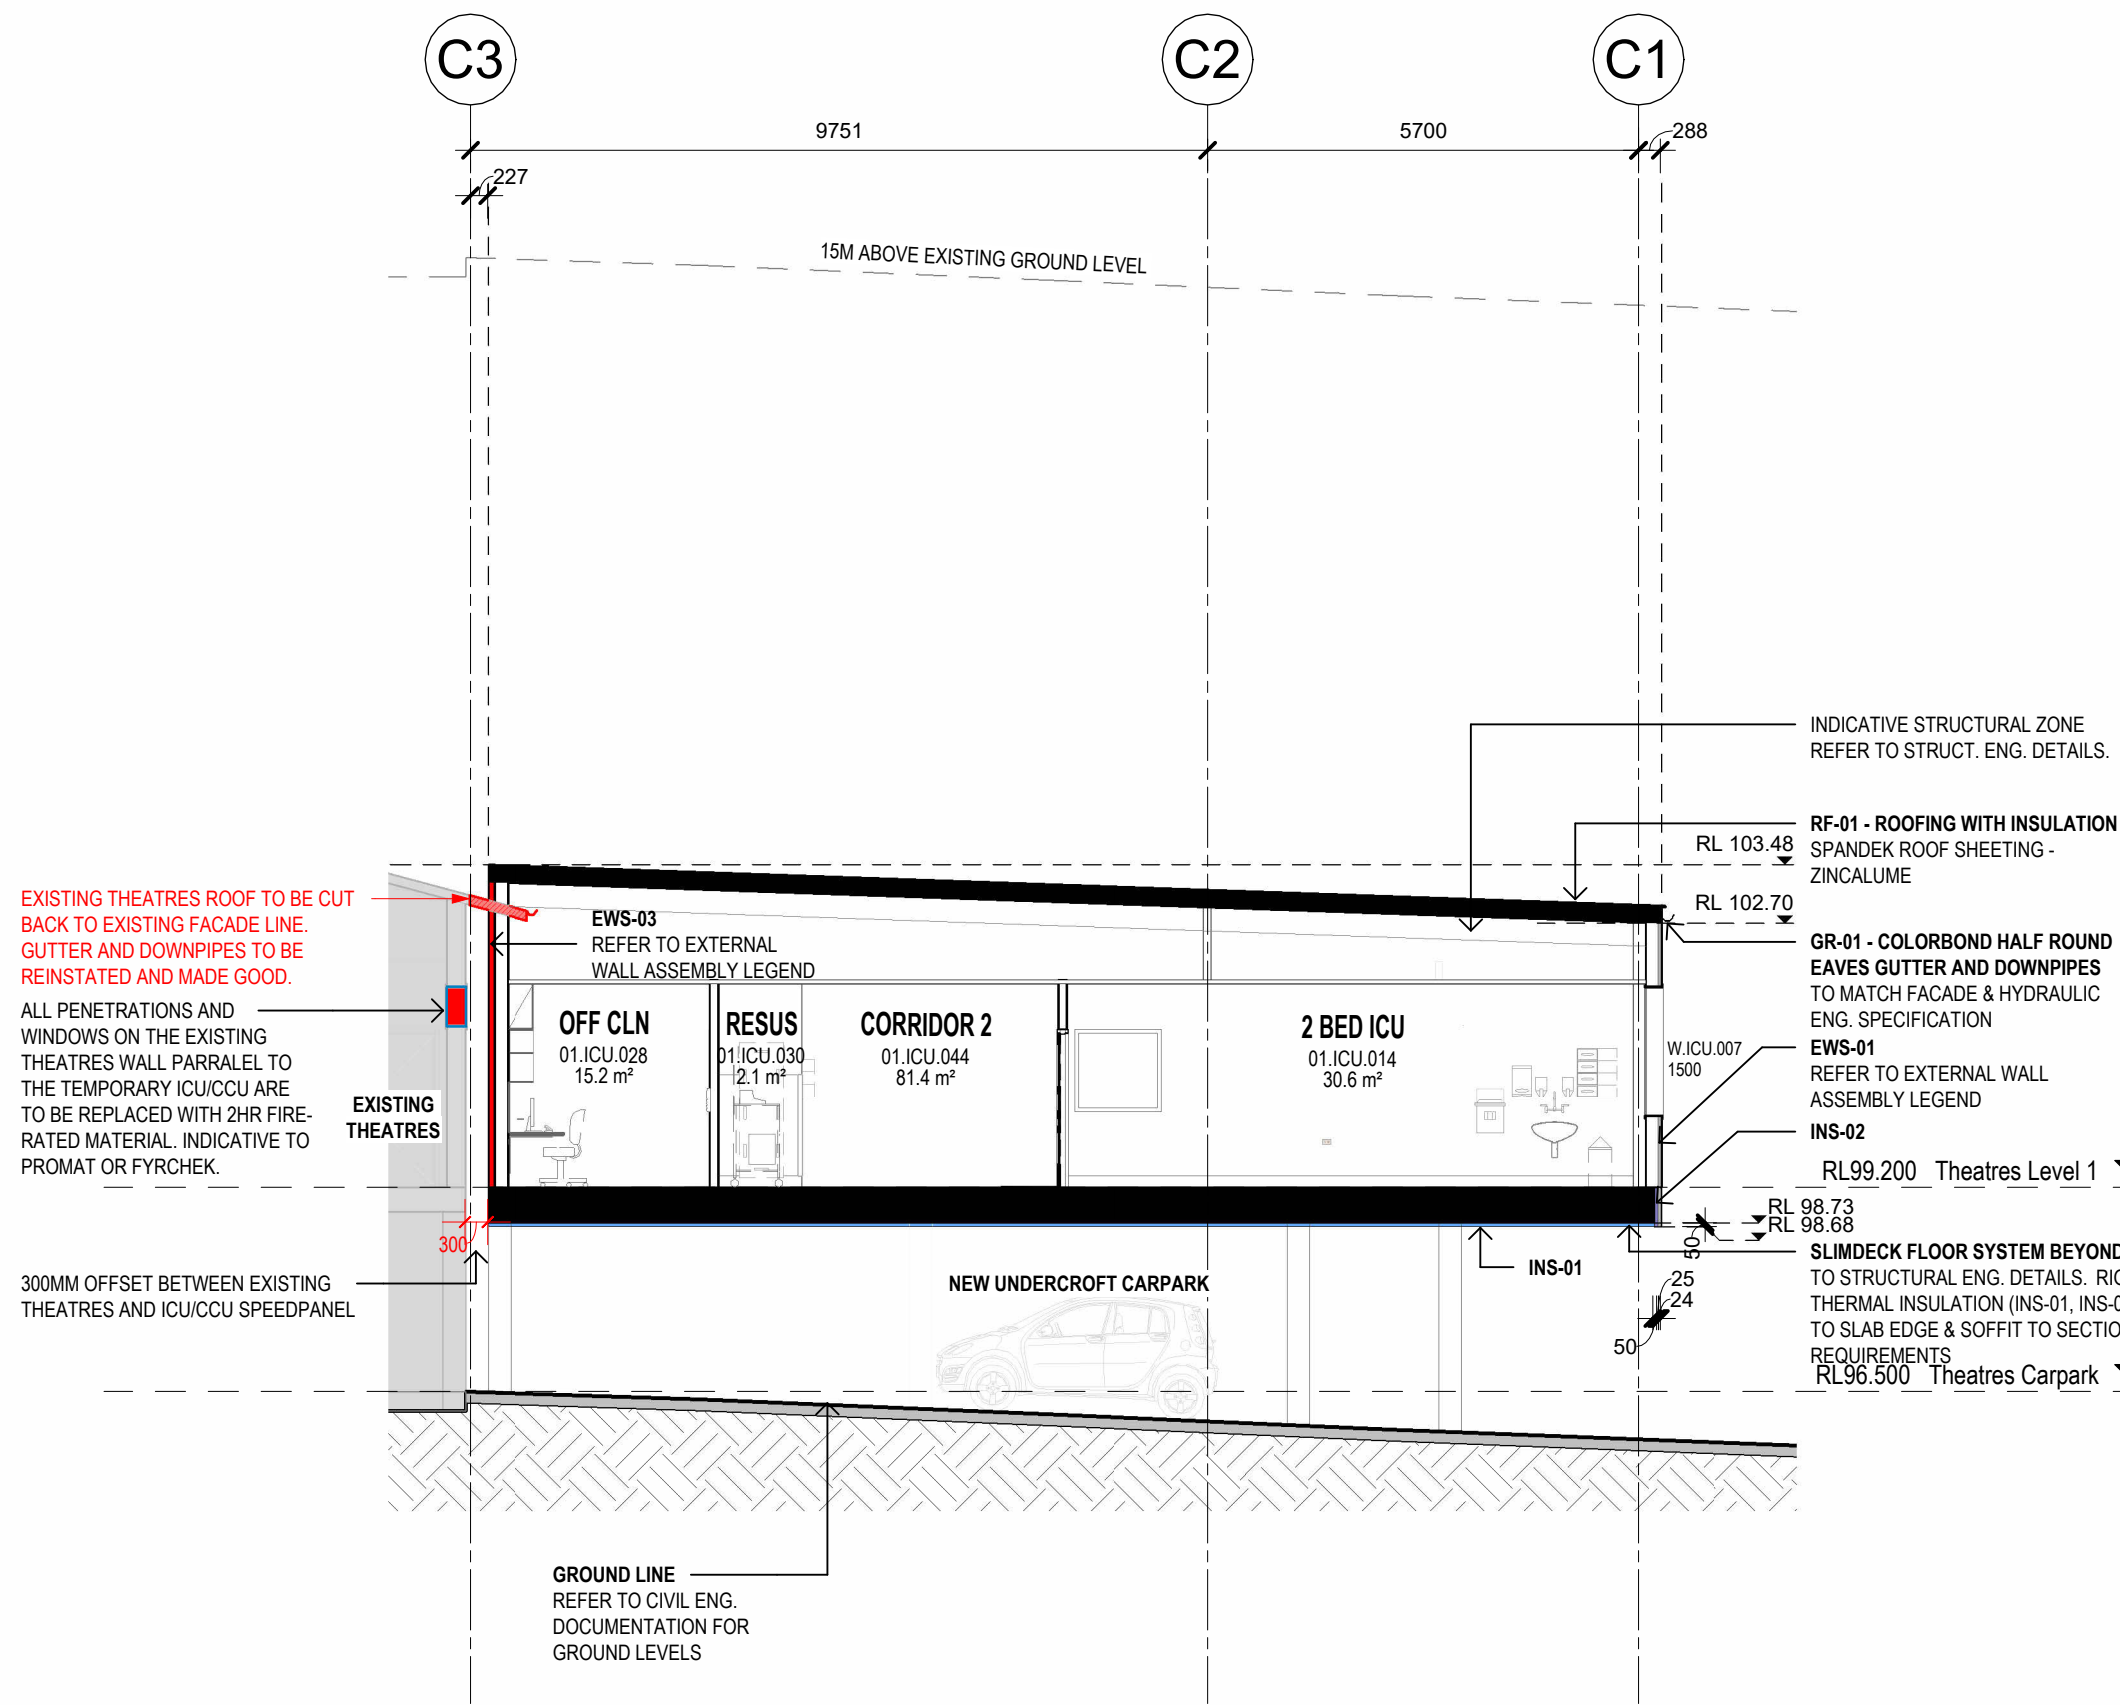 C3
C2
C1
9751
5700
288
227
15M ABOVE EXISTING GROUND LEVEL
INDICATIVE STRUCTURAL ZONE
REFER TO STRUCT. ENG. DETAILS.
RF-01 - ROOFING WITH INSULATION
SPANDEK ROOF SHEETING -
ZINCALUME
RL 103.48
RL 102.70
GR-01 - COLORBOND HALF ROUND
EAVES GUTTER AND DOWNPIPES
TO MATCH FACADE & HYDRAULIC
ENG. SPECIFICATION
EWS-01
REFER TO EXTERNAL WALL
ASSEMBLY LEGEND
INS-02
EXISTING THEATRES ROOF TO BE CUT
BACK TO EXISTING FACADE LINE.
GUTTER AND DOWNPIPES TO BE
REINSTATED AND MADE GOOD.
ALL PENETRATIONS AND
WINDOWS ON THE EXISTING
THEATRES WALL PARRALEL TO
THE TEMPORARY ICU/CCU ARE
TO BE REPLACED WITH 2HR FIRE-
RATED MATERIAL. INDICATIVE TO
PROMAT OR FYRCHEK.
EXISTING
THEATRES
EWS-03
REFER TO EXTERNAL
WALL ASSEMBLY LEGEND
OFF CLN
01.ICU.028
15.2 m²
RESUS
01.ICU.030
2.1 m²
CORRIDOR 2
01.ICU.044
81.4 m²
2 BED ICU
01.ICU.014
30.6 m²
W.ICU.007
1500
RL99.200 Theatres Level 1
RL 98.73
RL 98.68
50
SLIMDECK FLOOR SYSTEM BEYOND
TO STRUCTURAL ENG. DETAILS. RIG
THERMAL INSULATION (INS-01, INS-0
TO SLAB EDGE & SOFFIT TO SECTIO
REQUIREMENTS
RL96.500 Theatres Carpark
25
24
50
300
300MM OFFSET BETWEEN EXISTING
THEATRES AND ICU/CCU SPEEDPANEL
NEW UNDERCROFT CARPARK
INS-01
GROUND LINE
REFER TO CIVIL ENG.
DOCUMENTATION FOR
GROUND LEVELS